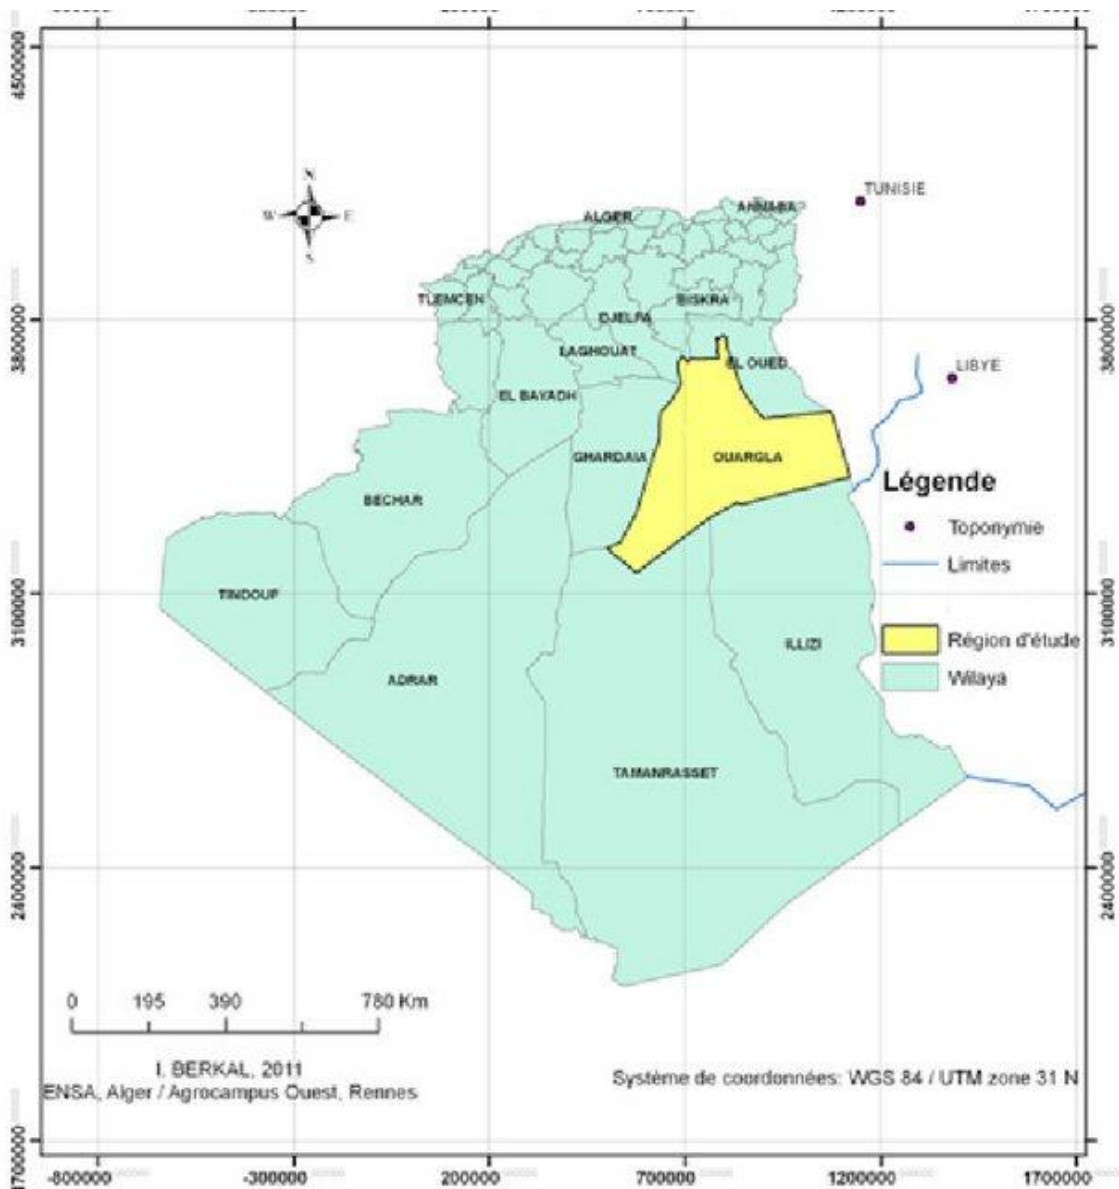 4500000
N
W E
S
TUNISIE
ALGER
ANNABA
TLEMCEN
BISKRA
3800000
DJELFA
3800000
LAGHOUAT
EL OUED
LIBYE
EL BAYADH
GHARDAIA
OUARGLA
BECHAR
Légende
Toponymie
Limites
TINDOUF
3100000
3100000
ILLIZI
Région d'étude
ADRAR
Wilaya
TAMANRASSET
2400000
2400000
0 195 390 780 Km
I. BERKAL, 2011
ENSA, Alger / Agrocampus Ouest, Rennes
Système de coordonnées: WGS 84 / UTM zone 31 N
1700000
-800000 -300000 200000 700000 1200000 1700000